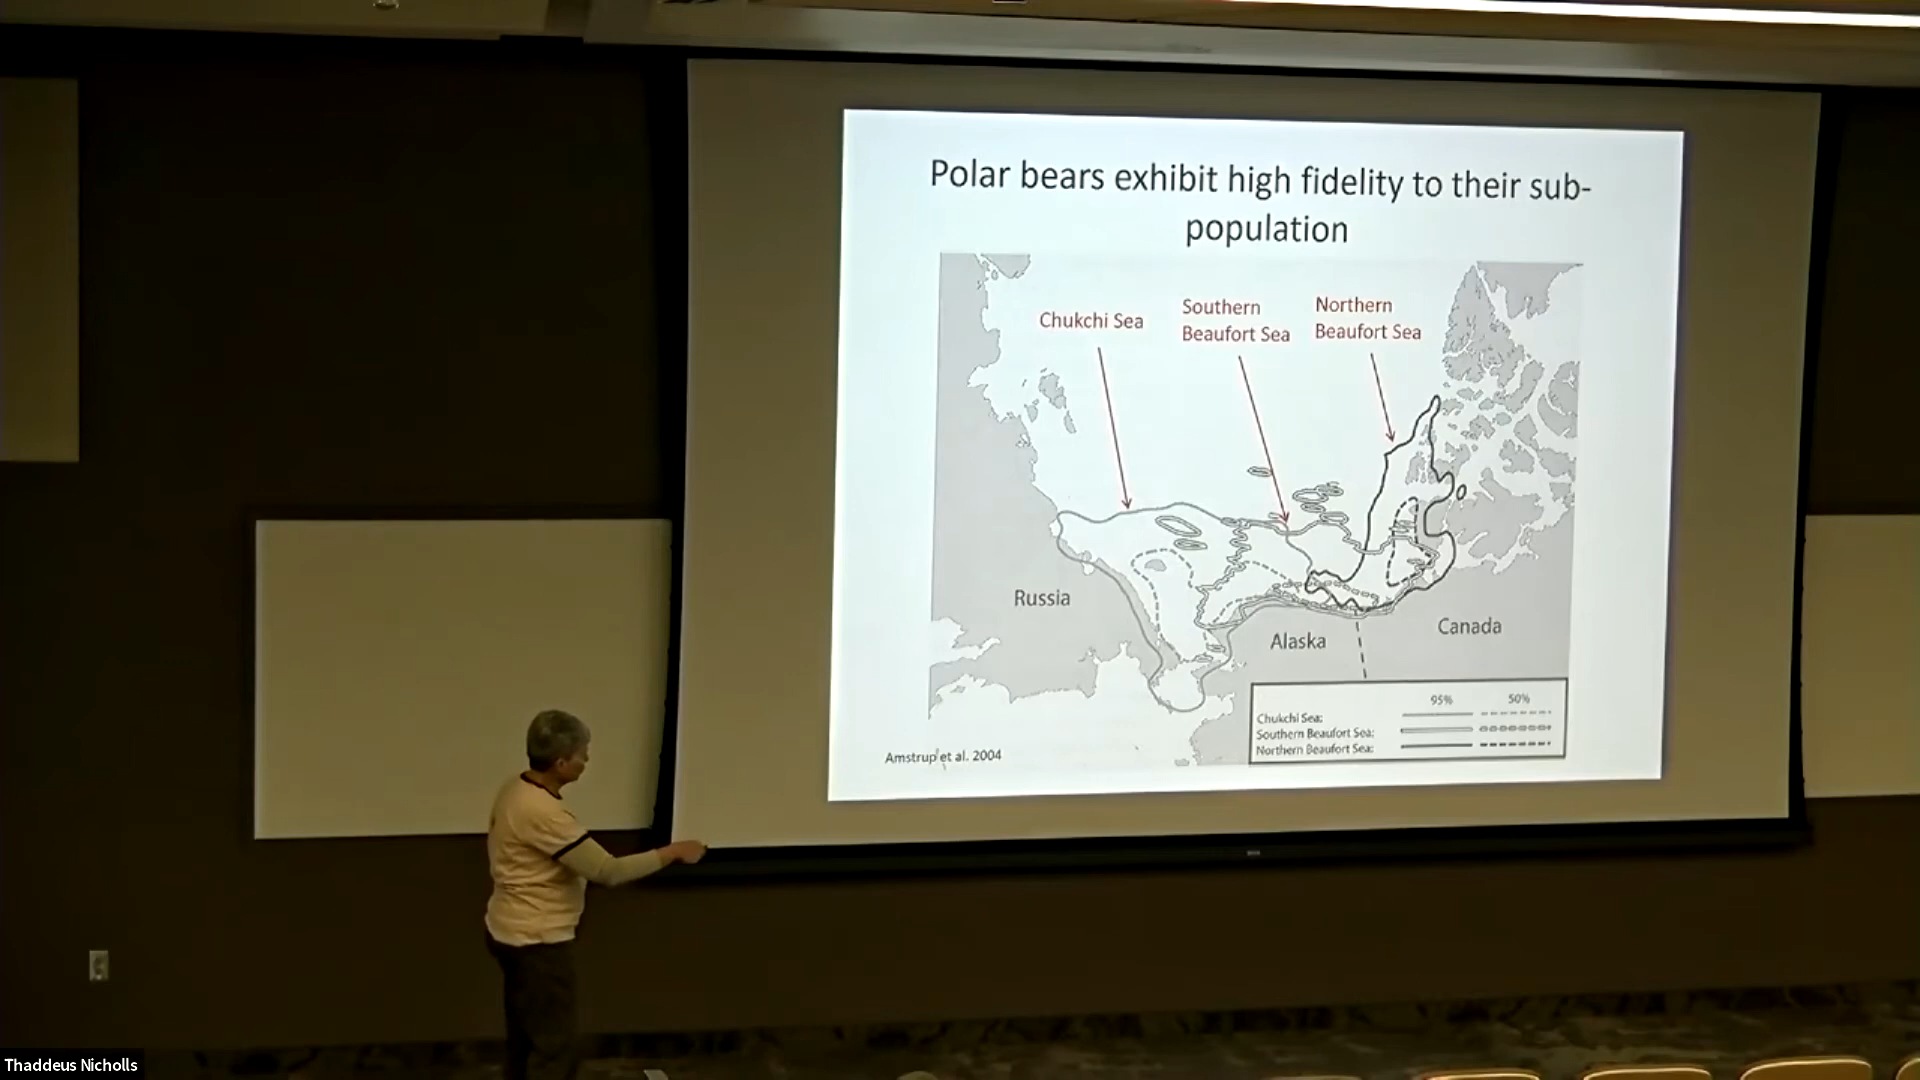 Polar bears exhibit high fidelity to their sub-
population
Chukchi Sea
Southern
Beaufort Sea
Northern
Beaufort Sea
Russia
Alaska
Canada
95% 50%
Chukchi Sea:
Southern Beaufort Sea:
Northern Beaufort Sea:
Amstrup et al. 2004
Thaddeus Nicholls